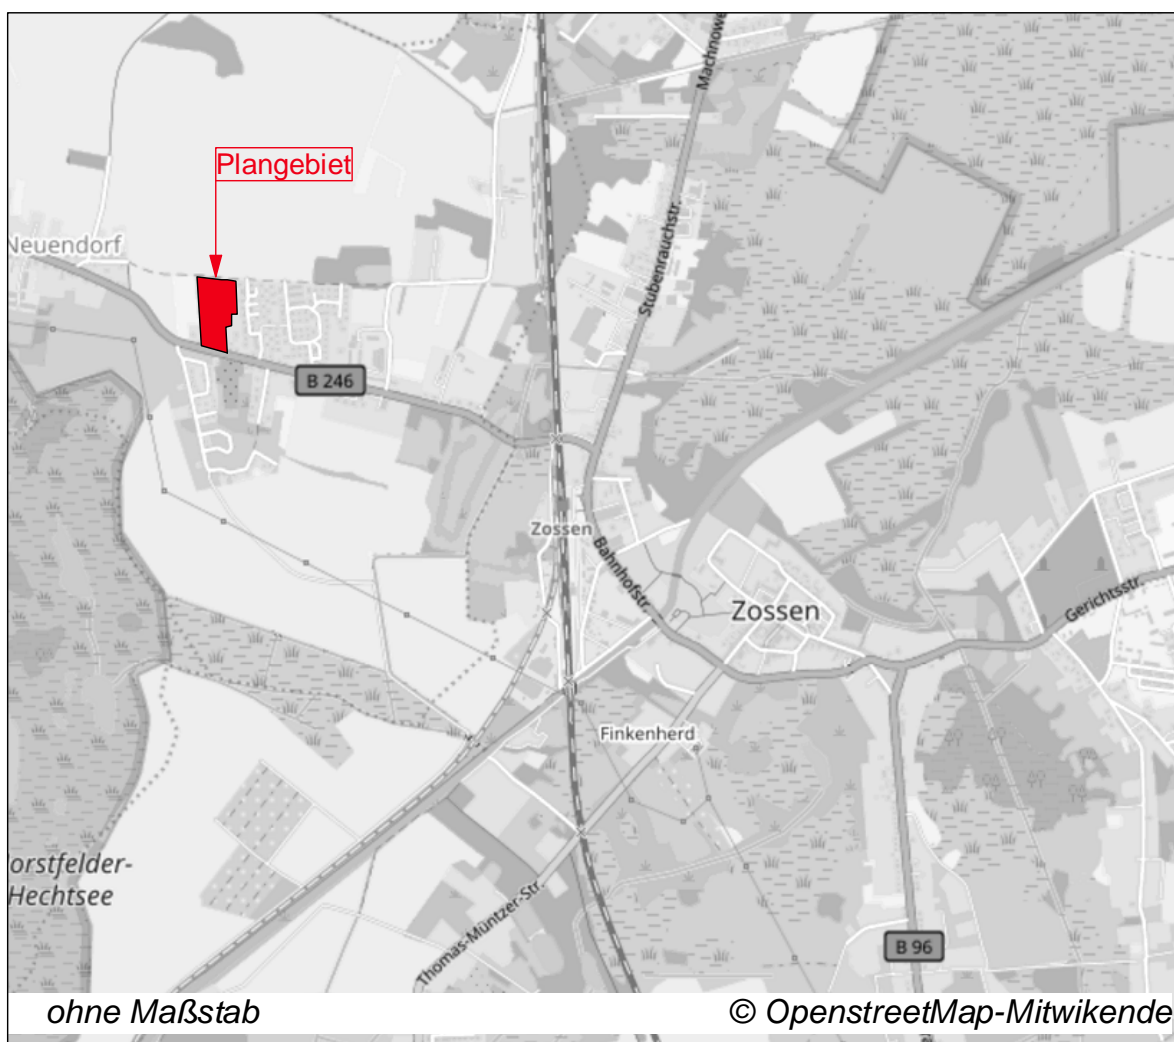 Machnowe
Plangebiet
Neuendorf
Stubenrauchstr.
B 246
Zossen
Bahnhofstr.
Zossen
Gerichtsstr.
Finkenherd
orstfelder-
Hechtsee
Thomas-Müntzer-Str.
B 96
ohne Maßstab
© OpenstreetMap-Mitwikende